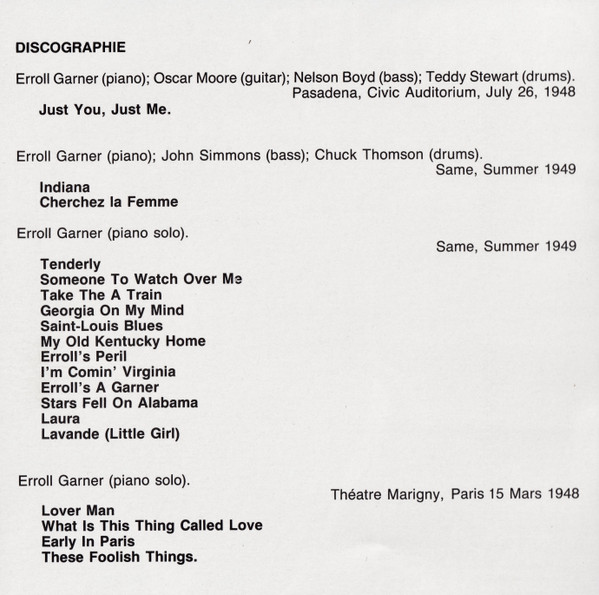 DISCOGRAPHIE
Erroll Garner (piano); Oscar Moore (guitar); Nelson Boyd (bass); Teddy Stewart (drums).
Pasadena, Civic Auditorium, July 26, 1948
Just You, Just Me.
Erroll Garner (piano); John Simmons (bass); Chuck Thomson (drums).
Same, Summer 1949
Indiana
Cherchez la Femme
Erroll Garner (piano solo).
Same, Summer 1949
Tenderly
Someone To Watch Over Me
Take The A Train
Georgia On My Mind
Saint-Louis Blues
My Old Kentucky Home
Erroll's Peril
I'm Comin' Virginia
Erroll's A Garner
Stars Fell On Alabama
Laura
Lavande (Little Girl)
Erroll Garner (piano solo).
Théatre Marigny, Paris 15 Mars 1948
Lover Man
What Is This Thing Called Love
Early In Paris
These Foolish Things.